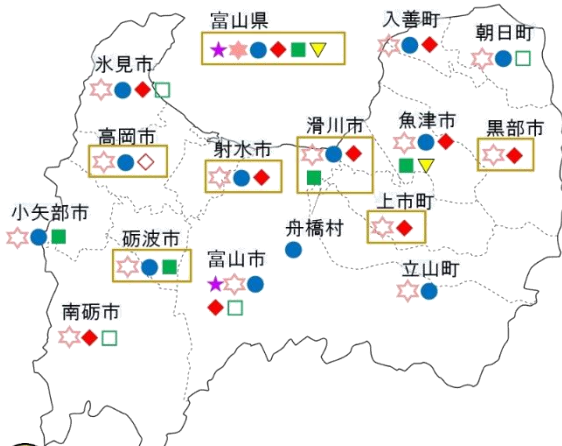 富山県
入善町
朝日町
氷見市
魚津市
滑川市
黒部市
高岡市
射水市
上市町
小矢部市
砺波市
富山市
舟橋村
立山町
南砺市